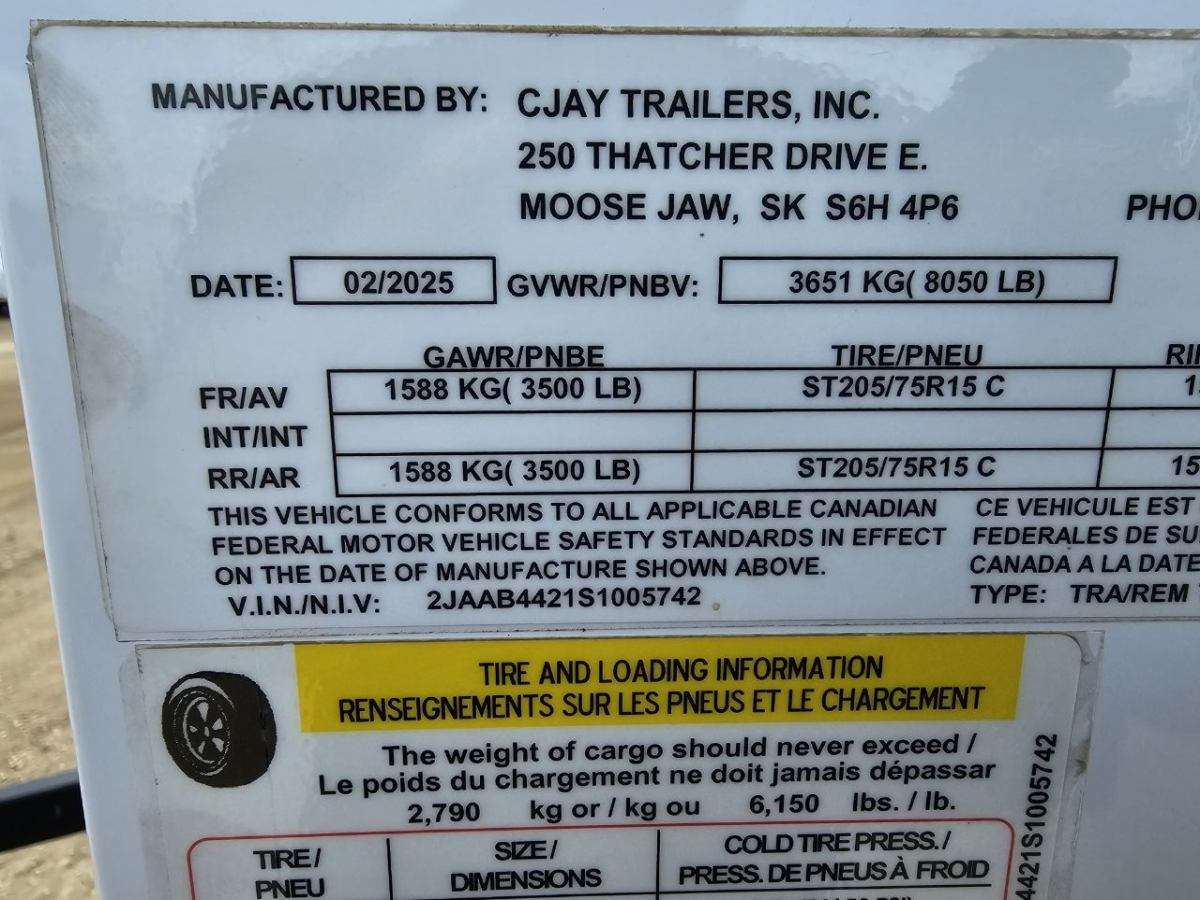 MANUFACTURED BY: CJAY TRAILERS, INC.
250 THATCHER DRIVE E.
MOOSE JAW, SK S6H 4P6
DATE: 02/2025 GVWR/PNBV: 3651 KG( 8050 LB)
GAWR/PNBE TIRE/PNEU
FR/AV 1588 KG( 3500 LB) ST205/75R15 C
INT/INT
RR/AR 1588 KG( 3500 LB) ST205/75R15 C 15
THIS VEHICLE CONFORMS TO ALL APPLICABLE CANADIAN CE VEHICULE EST
FEDERAL MOTOR VEHICLE SAFETY STANDARDS IN EFFECT FEDERALES DE
ON THE DATE OF MANUFACTURE SHOWN ABOVE. CANADA A LA DATE
V.I.N./N.I.V: 2JAAB4421S1005742 TYPE: TRA/REM
TIRE AND LOADING INFORMATION
RENSEIGNEMENTS SUR LES PNEUS ET LE CHARGEMENT
The weight of cargo should never exceed /
Le poids du chargement ne doit jamais dépasser
2,790 kg or / kg ou 6,150 lbs. / lb.
TIRE / SIZE / COLD TIRE PRESS. /
PNEU DIMENSIONS PRESS. DE PNEUS À FROID
4421S1005742